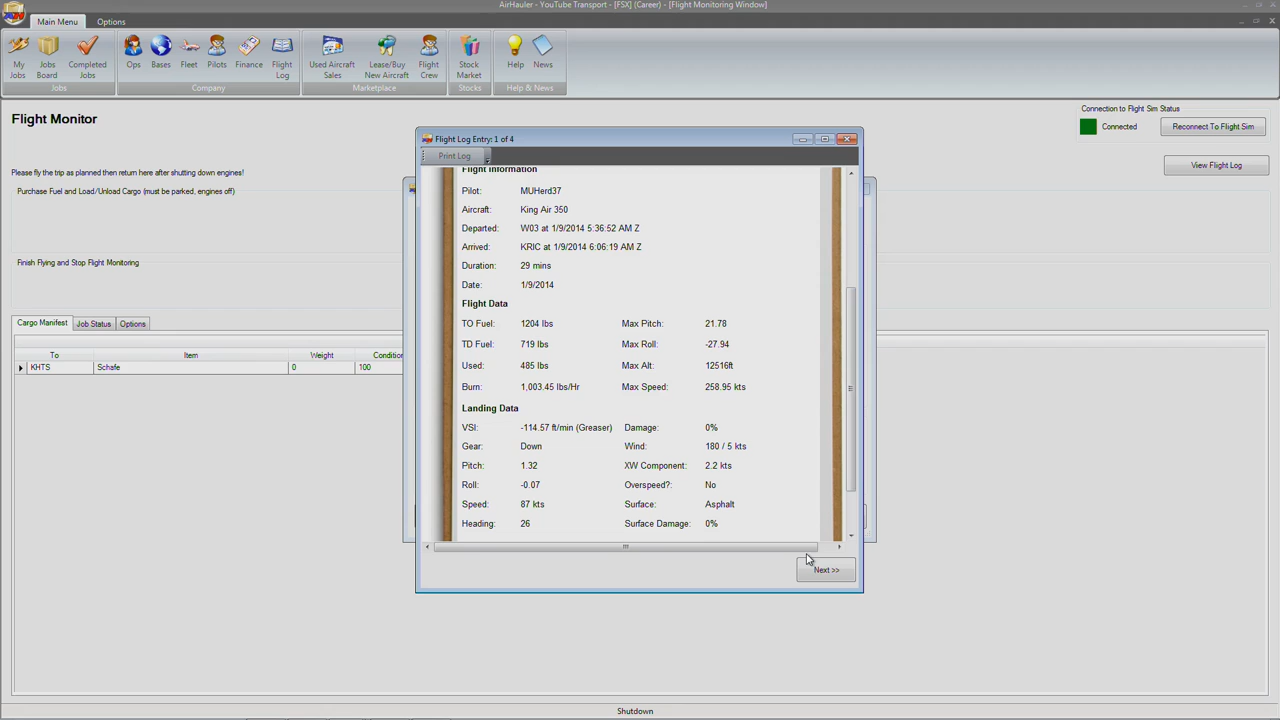 AirHauler - YouTube Transport - [FSX] (Career) - [Flight Monitoring Window]
Main Menu Options
My Jobs
Jobs Board
Completed Jobs
Ops
Bases
Fleet
Pilots
Finance
Flight Log
Used Aircraft Sales
Lease/Buy New Aircraft
Flight Crew
Stock Market
Help
News
Jobs Company Marketplace Stocks Help & News
Flight Monitor
Connection to Flight Sim Status
Connected Reconnect To Flight Sim
View Flight Log
Please fly the trip as planned then return here after shutting down engines!
Purchase Fuel and Load/Unload Cargo (must be parked, engines off)
Finish Flying and Stop Flight Monitoring
Cargo Manifest Job Status Options
To Item Weight Conditio
KHTS Schafe 0 100
Flight Log Entry: 1 of 4
Print Log
Flight Information
Pilot: MUHerd37
Aircraft: King Air 350
Departed: W03 at 1/9/2014 5:36:52 AM Z
Arrived: KRIC at 1/9/2014 6:06:19 AM Z
Duration: 29 mins
Date: 1/9/2014
Flight Data
TO Fuel: 1204 lbs Max Pitch: 21.78
TD Fuel: 719 lbs Max Roll: -27.94
Used: 485 lbs Max Alt: 12516ft
Burn: 1,003.45 lbs/Hr Max Speed: 258.95 kts
Landing Data
VSI: -114.57 ft/min (Greaser) Damage: 0%
Gear: Down Wind: 180 / 5 kts
Pitch: 1.32 XW Component: 2.2 kts
Roll: -0.07 Overspeed?: No
Speed: 87 kts Surface: Asphalt
Heading: 26 Surface Damage: 0%
Next >>
Shutdown